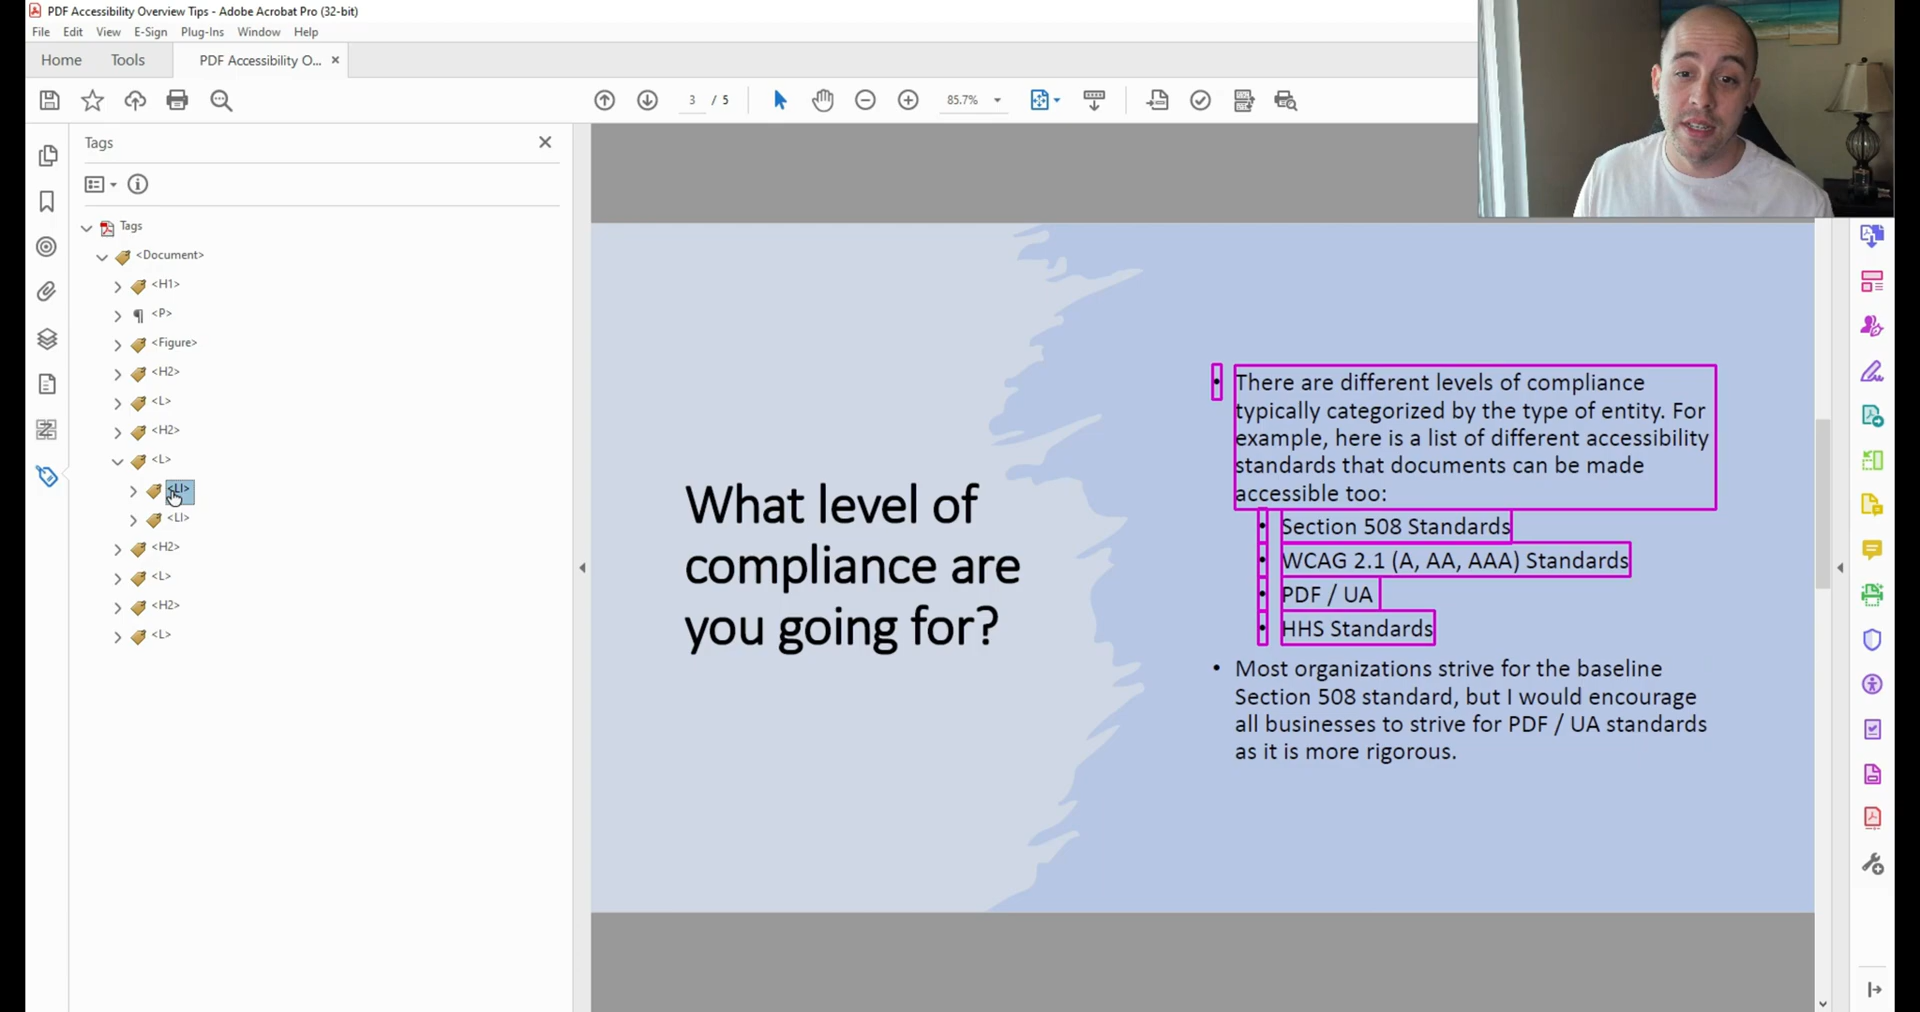 PDF Accessibility Overview Tips - Adobe Acrobat Pro (32-bit)
File Edit View E-Sign Plug-Ins Window Help
Home Tools PDF Accessibility O... ×
3 / 5 85.7%
Tags
Tags
<Document>
<H1>
<P>
<Figure>
<H2>
<L>
<H2>
<L>
<LI>
<LI>
<H2>
<L>
<H2>
<L>
What level of
compliance are
you going for?
• There are different levels of compliance
typically categorized by the type of entity. For
example, here is a list of different accessibility
standards that documents can be made
accessible too:
• Section 508 Standards
• WCAG 2.1 (A, AA, AAA) Standards
• PDF / UA
• HHS Standards
• Most organizations strive for the baseline
Section 508 standard, but I would encourage
all businesses to strive for PDF / UA standards
as it is more rigorous.